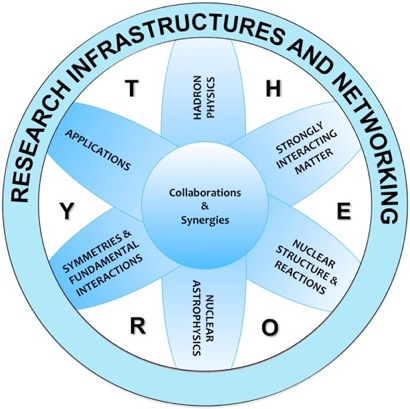 RESEARCH INFRASTRUCTURES AND NETWORKING
T
H
E
O
R
Y
HADRON
PHYSICS
STRONGLY
INTERACTING
MATTER
NUCLEAR
STRUCTURE &
REACTIONS
NUCLEAR
ASTROPHYSICS
SYMMETRIES &
FUNDAMENTAL
INTERACTIONS
APPLICATIONS
Collaborations
&
Synergies